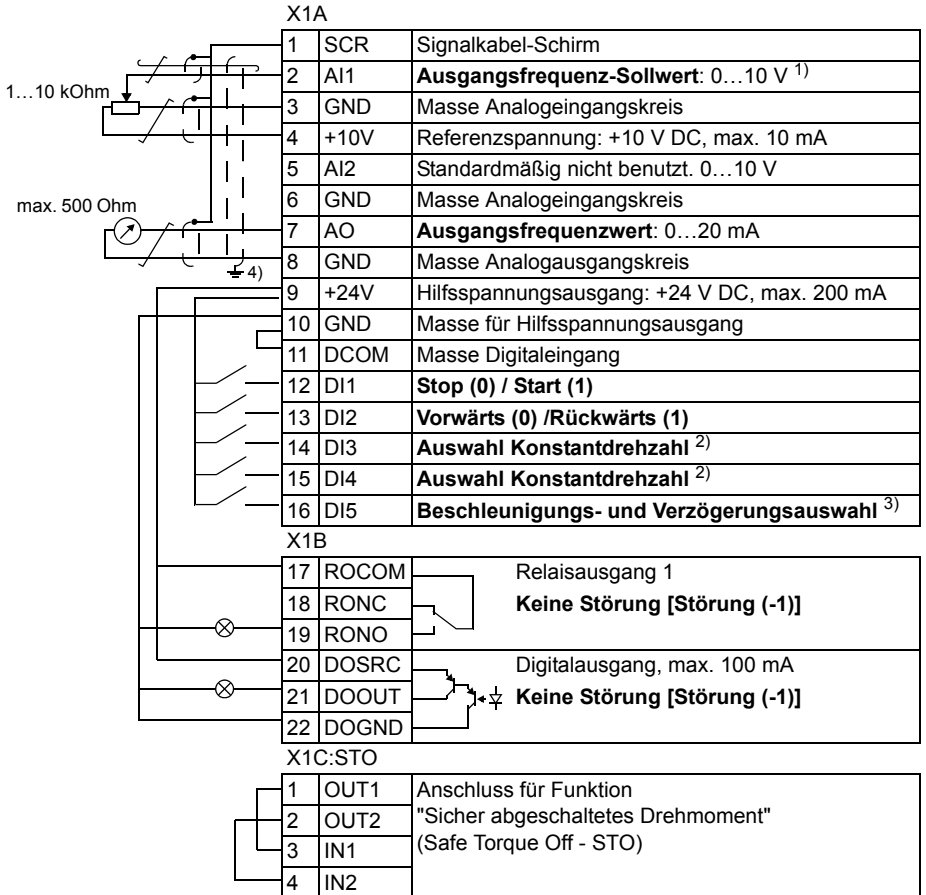 X1A
1 SCR Signalkabel-Schirm
2 AI1 Ausgangsfrequenz-Sollwert: 0…10 V 1)
1…10 kOhm
3 GND Masse Analogeingangskreis
4 +10V Referenzspannung: +10 V DC, max. 10 mA
5 AI2 Standardmäßig nicht benutzt. 0…10 V
6 GND Masse Analogeingangskreis
max. 500 Ohm
7 AO Ausgangsfrequenzwert: 0…20 mA
8 GND Masse Analogausgangskreis
4)
9 +24V Hilfsspannungsausgang: +24 V DC, max. 200 mA
10 GND Masse für Hilfsspannungsausgang
11 DCOM Masse Digitaleingang
12 DI1 Stop (0) / Start (1)
13 DI2 Vorwärts (0) /Rückwärts (1)
14 DI3 Auswahl Konstantdrehzahl 2)
15 DI4 Auswahl Konstantdrehzahl 2)
16 DI5 Beschleunigungs- und Verzögerungsauswahl 3)
X1B
17 ROCOM Relaisausgang 1
18 RONC Keine Störung [Störung (-1)]
19 RONO
20 DOSRC Digitalausgang, max. 100 mA
21 DOOUT Keine Störung [Störung (-1)]
22 DOGND
X1C:STO
1 OUT1 Anschluss für Funktion
2 OUT2 "Sicher abgeschaltetes Drehmoment"
3 IN1 (Safe Torque Off - STO)
4 IN2